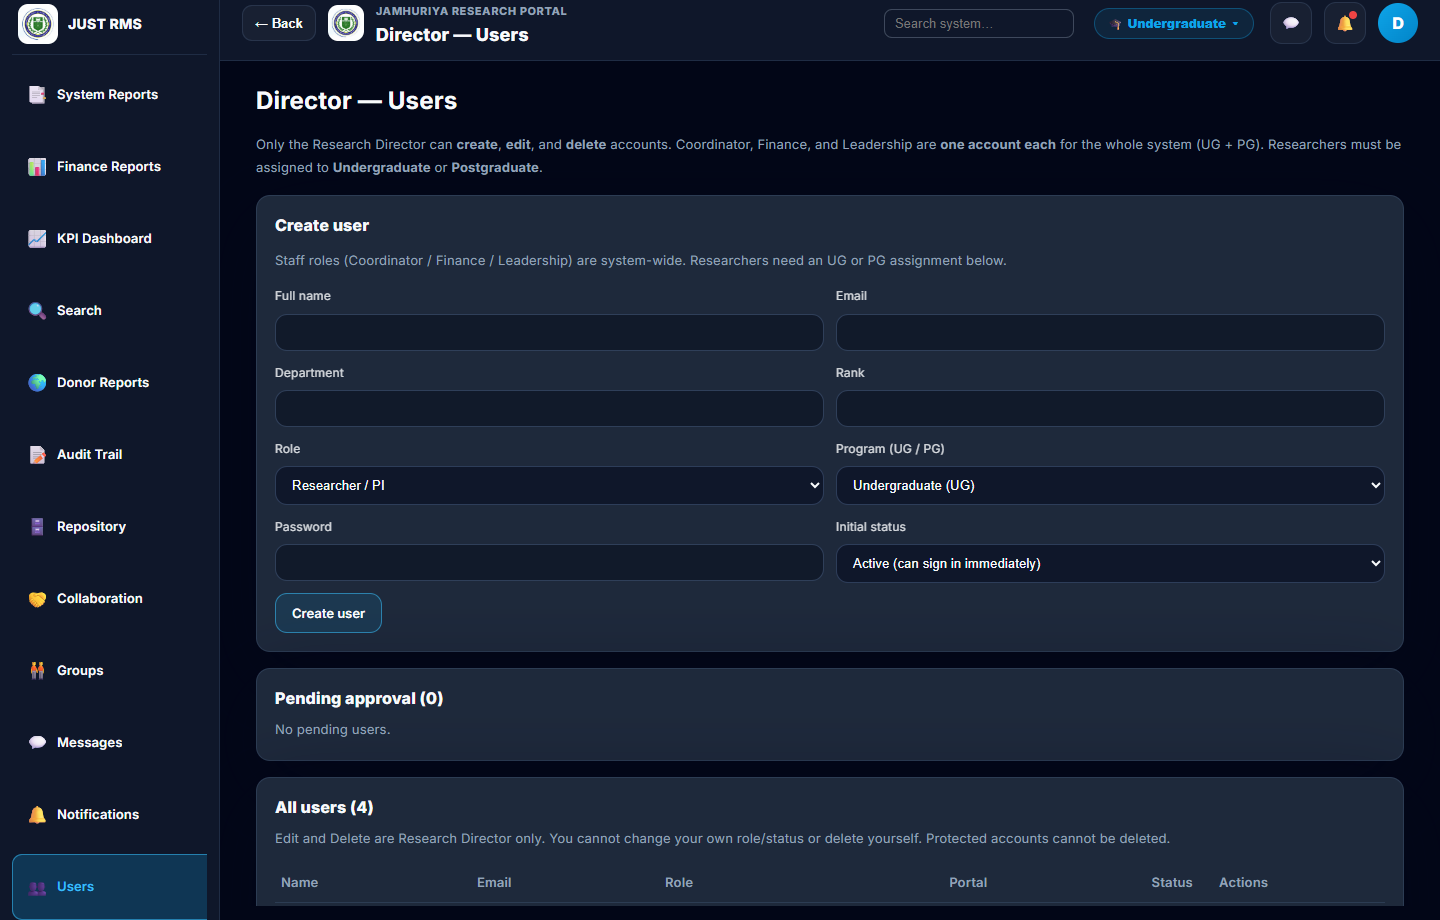 JUST RMS
System Reports
Finance Reports
KPI Dashboard
Search
Donor Reports
Audit Trail
Repository
Collaboration
Groups
Messages
Notifications
Users
← Back
JAMHURIYA RESEARCH PORTAL
Director — Users
Search system...
Undergraduate
D
Director — Users
Only the Research Director can create, edit, and delete accounts. Coordinator, Finance, and Leadership are one account each for the whole system (UG + PG). Researchers must be
assigned to Undergraduate or Postgraduate.
Create user
Staff roles (Coordinator / Finance / Leadership) are system-wide. Researchers need an UG or PG assignment below.
Full name
Email
Department
Rank
Role
Program (UG / PG)
Researcher / PI
Undergraduate (UG)
Password
Initial status
Active (can sign in immediately)
Create user
Pending approval (0)
No pending users.
All users (4)
Edit and Delete are Research Director only. You cannot change your own role/status or delete yourself. Protected accounts cannot be deleted.
Name Email Role Portal Status Actions